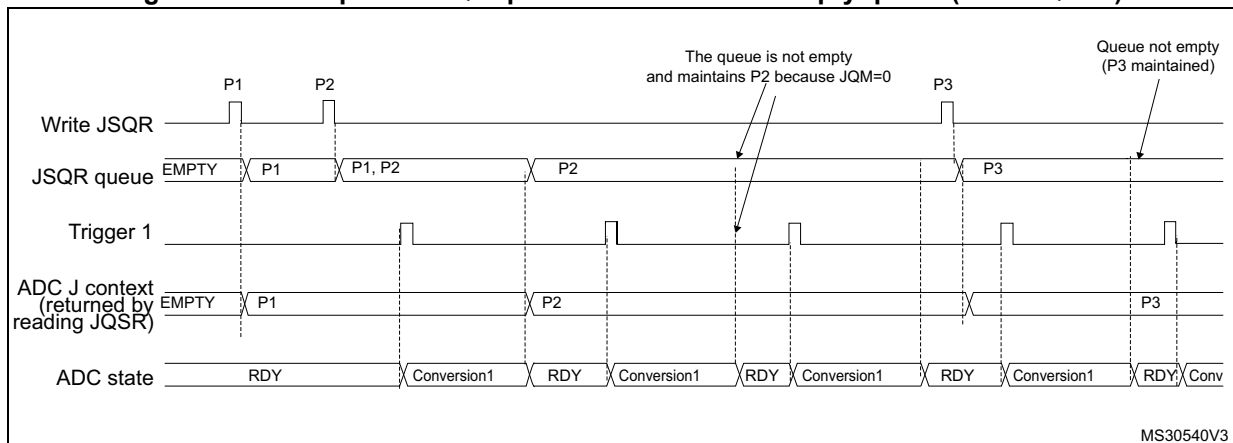 The queue is not empty
and maintains P2 because JQM=0
Queue not empty
(P3 maintained)
P1
P2
P3
Write JSQR
JSQR queue
EMPTY
P1
P1, P2
P2
P3
Trigger 1
ADC J context
(returned by
reading JQSR)
EMPTY
P1
P2
P3
ADC state
RDY
Conversion1
RDY
Conversion1
RDY
Conversion1
RDY
Conversion1
RDY
Conv
MS30540V3